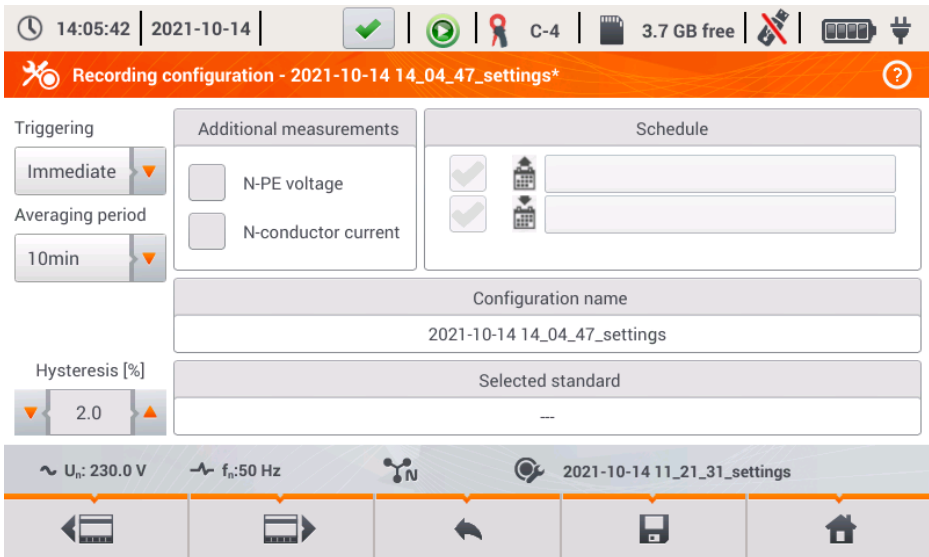 14:05:42 2021-10-14 C-4 3.7 GB free
Recording configuration - 2021-10-14 14_04_47_settings* ?
Triggering
Immediate
Averaging period
10min
Hysteresis [%]
2.0
Additional measurements
N-PE voltage
N-conductor current
Schedule
Configuration name
2021-10-14 14_04_47_settings
Selected standard
---
Un: 230.0 V fn:50 Hz N 2021-10-14 11_21_31_settings